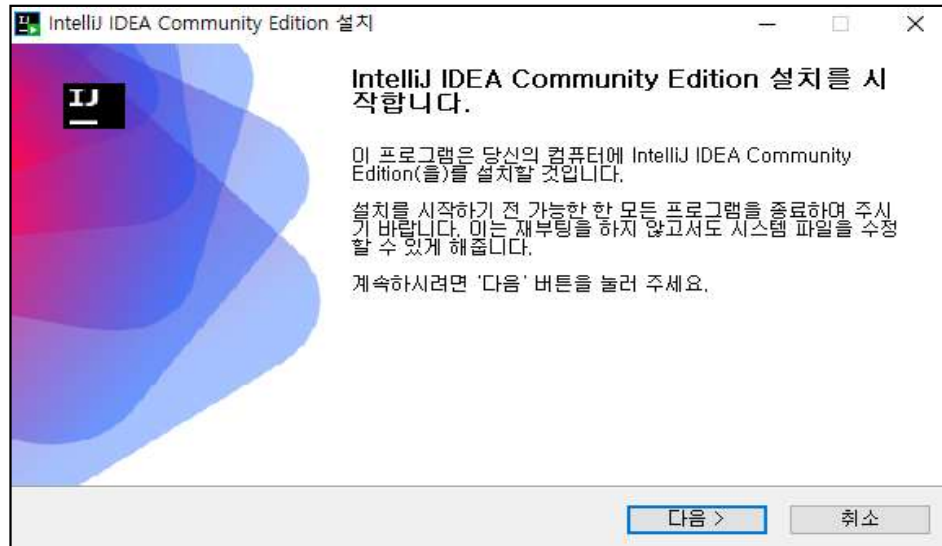 IntelliJ IDEA Community Edition 설치
IJ
IntelliJ IDEA Community Edition 설치를 시
작합니다.
이 프로그램은 당신의 컴퓨터에 IntelliJ IDEA Community
Edition(을)를 설치할 것입니다.
설치를 시작하기 전 가능한 한 모든 프로그램을 종료하여 주시
기 바랍니다. 이는 재부팅을 하지 않고서도 시스템 파일을 수정
할 수 있게 해줍니다.
계속하시려면 '다음' 버튼을 눌러 주세요.
다음 >
취소